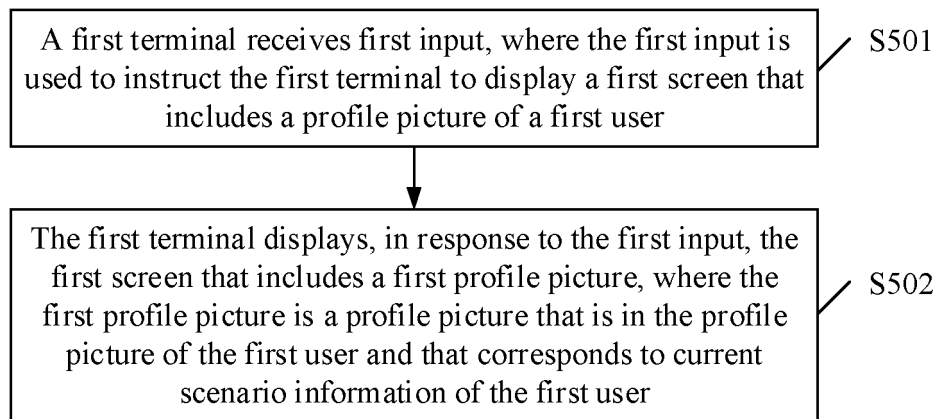 A first terminal receives first input, where the first input is
used to instruct the first terminal to display a first screen that
includes a profile picture of a first user
S501
The first terminal displays, in response to the first input, the
first screen that includes a first profile picture, where the
first profile picture is a profile picture that is in the profile
picture of the first user and that corresponds to current
scenario information of the first user
S502